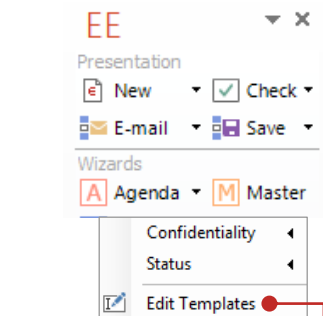 EE
Presentation
New Check
E-mail Save
Wizards
A Agenda M Master
Confidentiality
Status
Edit Templates